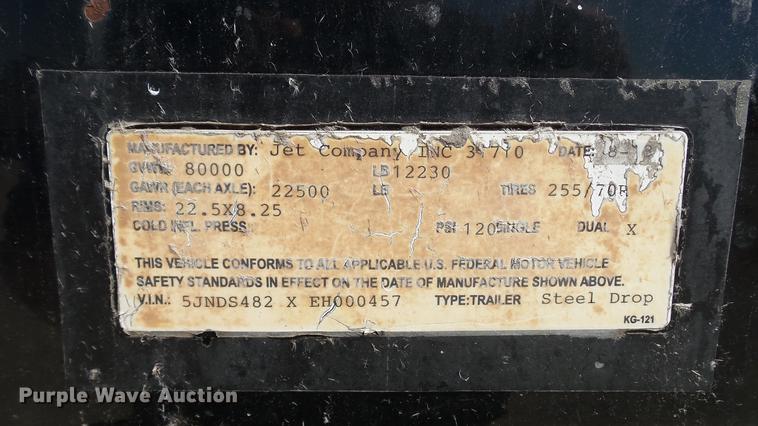 MANUFACTURED BY: Jet Company INC DATE:
GVWR: 80000 LB 12230
GAWR (EACH AXLE): 22500 LB TIRES 255/70R
RIMS: 22.5X8.25
COLD INFL. PRESS: PSI 120 SINGLE DUAL X
THIS VEHICLE CONFORMS TO ALL APPLICABLE U.S. FEDERAL MOTOR VEHICLE
SAFETY STANDARDS IN EFFECT ON THE DATE OF MANUFACTURE SHOWN ABOVE.
V.I.N.: 5JNDS482 X EH000457 TYPE:TRAILER Steel Drop
KG-121
Purple Wave Auction